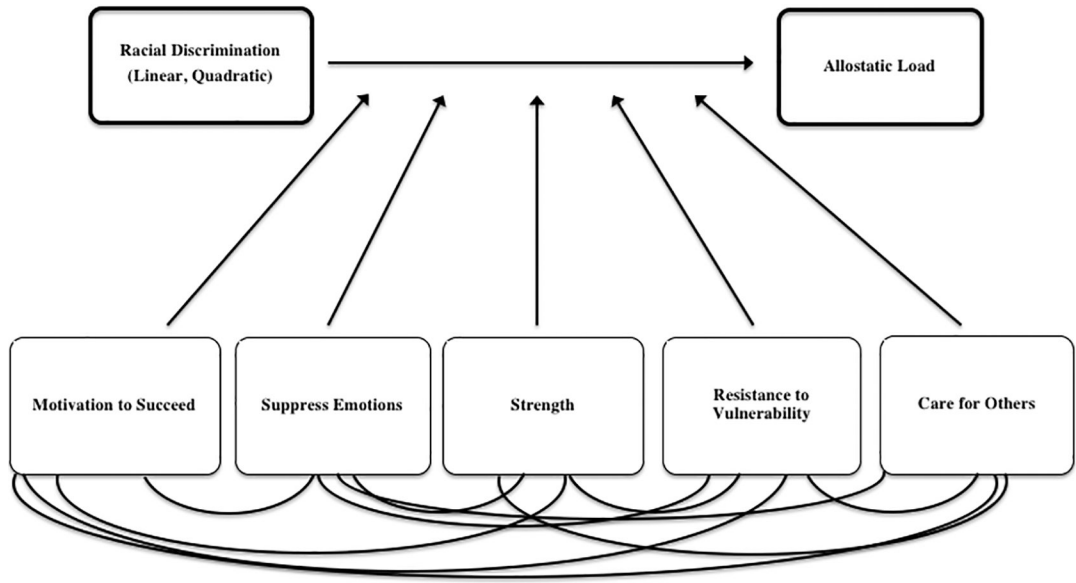 Racial Discrimination
(Linear, Quadratic)
Allostatic Load
Motivation to Succeed
Suppress Emotions
Strength
Resistance to
Vulnerability
Care for Others